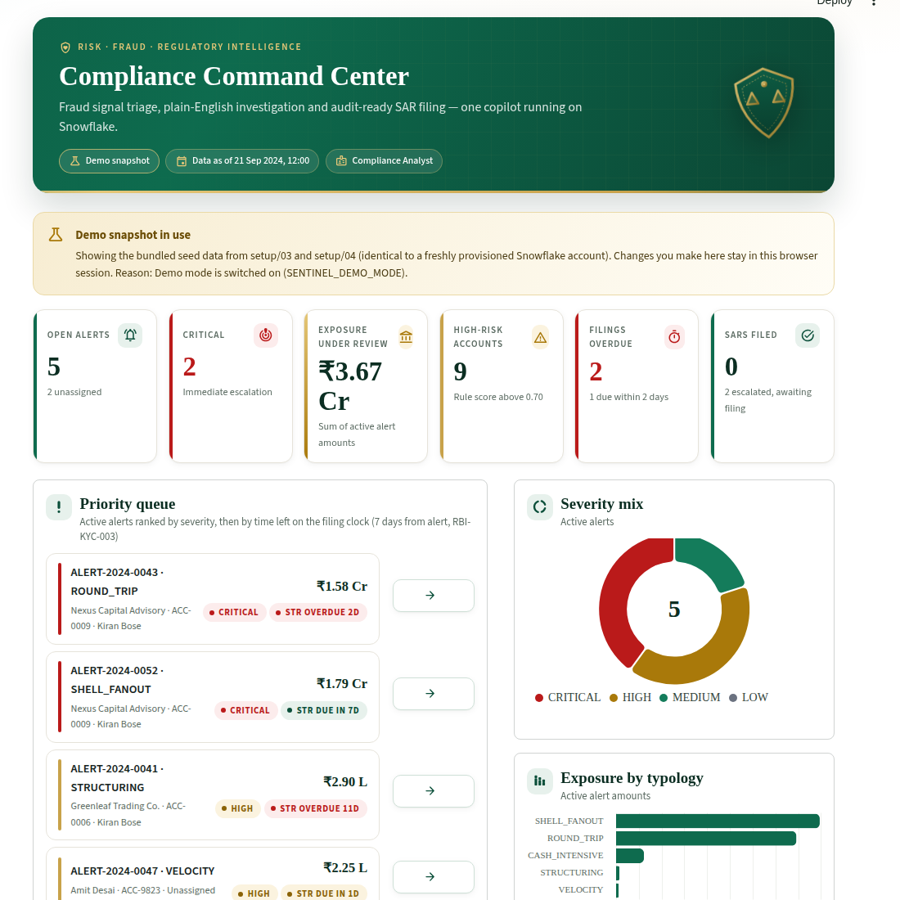 Deploy
RISK · FRAUD · REGULATORY INTELLIGENCE
Compliance Command Center
Fraud signal triage, plain-English investigation and audit-ready SAR filing — one copilot running on
Snowflake.
Demo snapshot
Data as of 21 Sep 2024, 12:00
Compliance Analyst
Demo snapshot in use
Showing the bundled seed data from setup/03 and setup/04 (identical to a freshly provisioned Snowflake account). Changes you make here stay in this browser
session. Reason: Demo mode is switched on (SENTINEL_DEMO_MODE).
OPEN ALERTS
5
2 unassigned
CRITICAL
2
Immediate escalation
EXPOSURE
UNDER REVIEW
₹3.67
Cr
Sum of active alert
amounts
HIGH-RISK
ACCOUNTS
9
Rule score above 0.70
FILINGS
OVERDUE
2
1 due within 2 days
SARS FILED
0
2 escalated, awaiting
filing
Priority queue
Active alerts ranked by severity, then by time left on the filing clock (7 days from alert, RBI-
KYC-003)
ALERT-2024-0043 ·
ROUND_TRIP
Nexus Capital Advisory · ACC-
0009 · Kiran Bose
₹1.58 Cr
CRITICAL
STR OVERDUE 2D
→
ALERT-2024-0052 ·
SHELL_FANOUT
Nexus Capital Advisory · ACC-
0009 · Kiran Bose
₹1.79 Cr
CRITICAL
STR DUE IN 7D
→
ALERT-2024-0041 ·
STRUCTURING
Greenleaf Trading Co. · ACC-
0006 · Kiran Bose
₹2.90 L
HIGH
STR OVERDUE 11D
→
ALERT-2024-0047 · VELOCITY
Amit Desai · ACC-9823 · Unassigned
₹2.25 L
HIGH
STR DUE IN 1D
→
Severity mix
Active alerts
5
CRITICAL
HIGH
MEDIUM
LOW
Exposure by typology
Active alert amounts
SHELL_FANOUT
ROUND_TRIP
CASH_INTENSIVE
STRUCTURING
VELOCITY